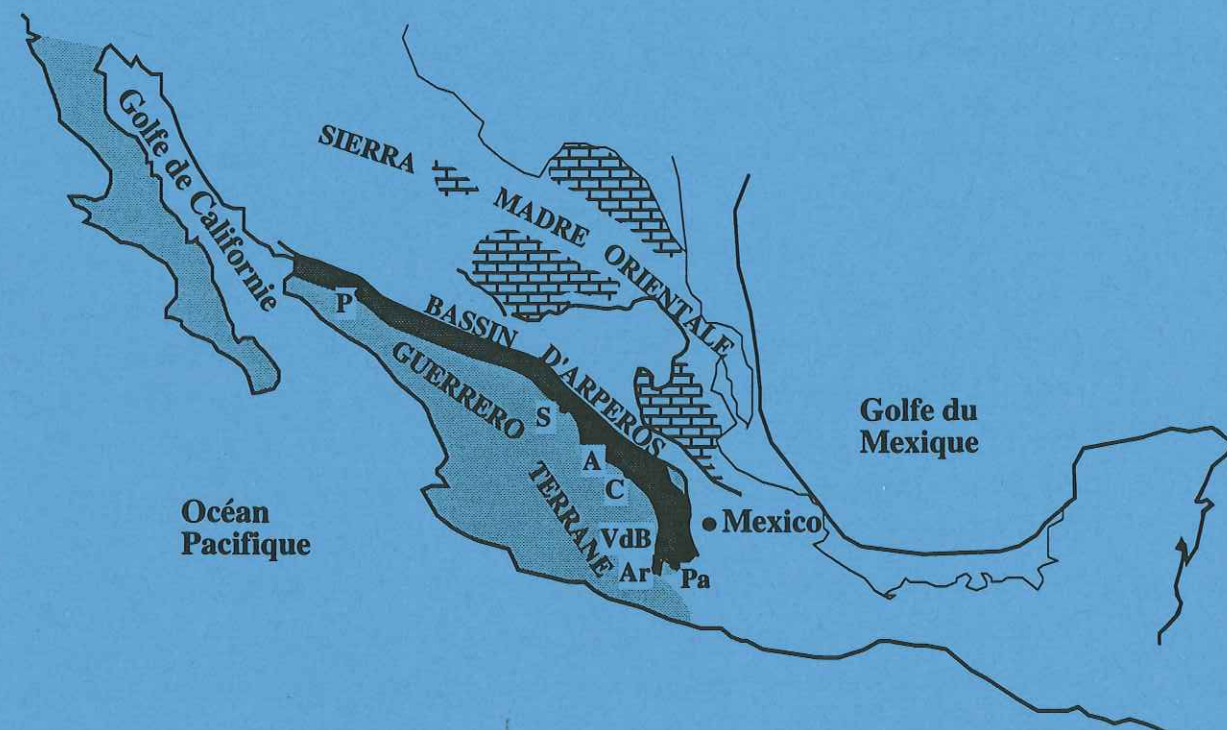 Golfe de Californie
SIERRA MADRE ORIENTALE
P
BASSIN D'ARPEROS
GUERRERO TERRANE
S
A
C
VdB
Ar
Pa
Mexico
Golfe du
Mexique
Océan
Pacifique